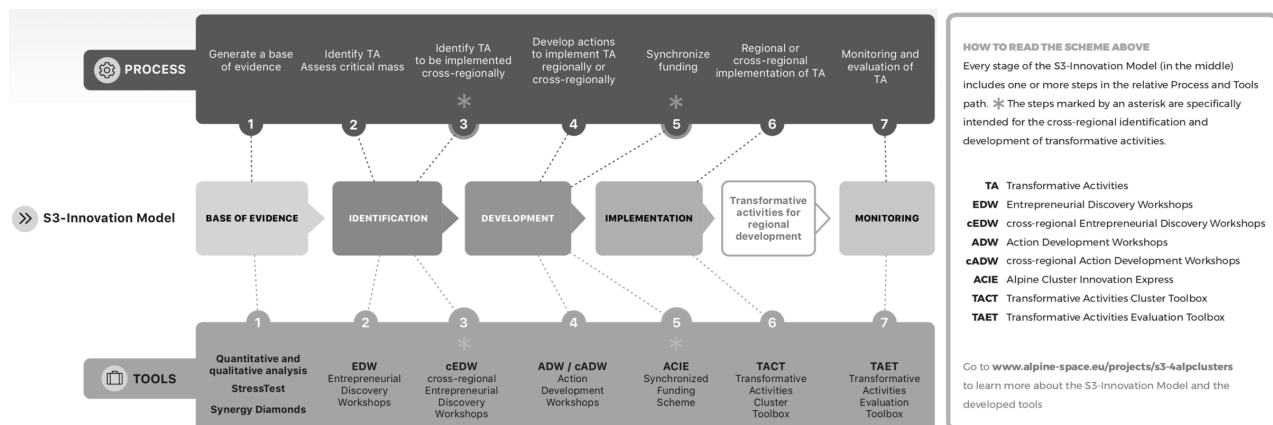 PROCESS
Generate a base
of evidence
Identify TA
Assess critical mass
Identify TA
to be implemented
cross-regionally
*
Develop actions
to implement TA
regionally or
cross-regionally
Synchronize
funding
*
Regional or
cross-regional
implementation of TA
Monitoring and
evaluation of
TA
1
2
3
4
5
6
7
S3-Innovation Model
BASE OF EVIDENCE
IDENTIFICATION
DEVELOPMENT
IMPLEMENTATION
Transformative
activities for
regional
development
MONITORING
1
2
3
4
5
6
7
TOOLS
Quantitative and
qualitative analysis
StressTest
Synergy Diamonds
EDW
Entrepreneurial
Discovery
Workshops
*
cEDW
cross-regional
Entrepreneurial
Discovery
Workshops
ADW / cADW
Action
Development
Workshops
*
ACIE
Synchronized
Funding
Scheme
TACT
Transformative
Activities
Cluster
Toolbox
TAET
Transformative
Activities
Evaluation
Toolbox
HOW TO READ THE SCHEME ABOVE
Every stage of the S3-Innovation Model (in the middle)
includes one or more steps in the relative Process and Tools
path. * The steps marked by an asterisk are specifically
intended for the cross-regional identification and
development of transformative activities.
TA Transformative Activities
EDW Entrepreneurial Discovery Workshops
cEDW cross-regional Entrepreneurial Discovery Workshops
ADW Action Development Workshops
cADW cross-regional Action Development Workshops
ACIE Alpine Cluster Innovation Express
TACT Transformative Activities Cluster Toolbox
TAET Transformative Activities Evaluation Toolbox
Go to www.alpine-space.eu/projects/s3-4alpclusters
to learn more about the S3-Innovation Model and the
developed tools